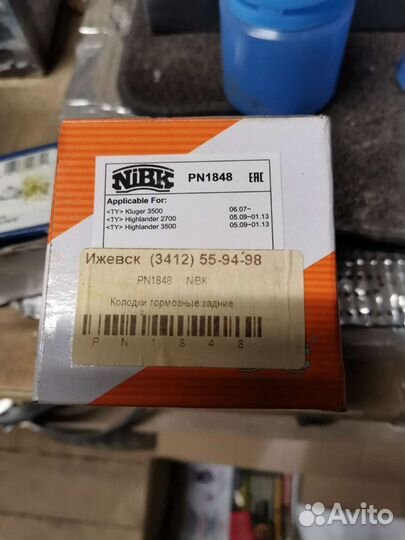 NiBK PN1848 EAC
Applicable For:
<TY> Kluger 3500 06.07~
<TY> Highlander 2700 05.09~01.13
<TY> Highlander 3500 05.09~01.13
Ижевск (3412) 55-94-98
PN1848 NiBK
Колодки тормозные задние
P N 1 8 4 8
Avito